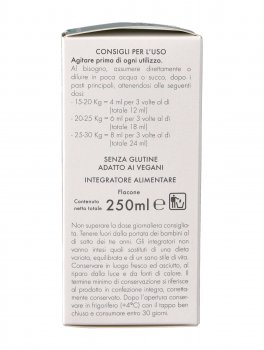 CONSIGLI PER L'USO
Agitare prima di ogni utilizzo.
Al bisogno, assumere direttamente o
diluire in poca acqua o succo, dopo i
pasti principali, attenendosi alle seguenti
dosi:
- 15-20 Kg = 4 ml per 3 volte al dì
(totale 12 ml)
- 20-25 Kg = 6 ml per 3 volte al dì
(totale 18 ml)
- 25-30 Kg = 8 ml per 3 volte al dì
(totale 24 ml)
SENZA GLUTINE
ADATTO AI VEGANI
INTEGRATORE ALIMENTARE
Flacone
Contenuto
netto totale 250ml e
Non superare la dose giornaliera consiglia-
ta. Tenere fuori dalla portata dei bambini al
di sotto dei tre anni. Gli integratori non
vanno intesi quali sostituti di una dieta
variata, equilibrata e di un sano stile di vita.
Conservare in luogo fresco ed asciutto, al
riparo dalla luce e da fonti di calore. Il
termine minimo di conservazione si riferisce
al prodotto in confezione integra, corretta-
mente conservato. Dopo l'apertura conser-
vare in frigorifero (+4°C) con il tappo ben
chiuso e consumare entro 30 giorni.